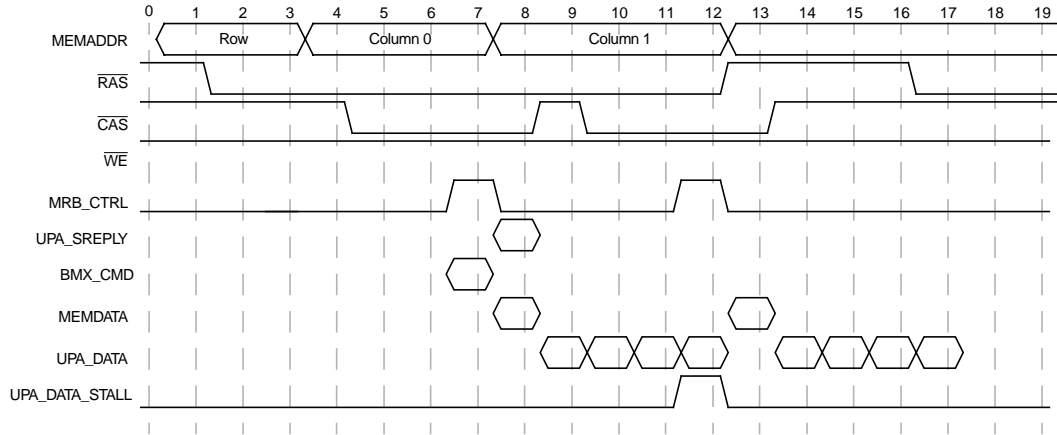 0 1 2 3 4 5 6 7 8 9 10 11 12 13 14 15 16 17 18 19
MEMADDR Row Column 0 Column 1
RAS
CAS
WE
MRB_CTRL
UPA_SREPLY
BMX_CMD
MEMDATA
UPA_DATA
UPA_DATA_STALL